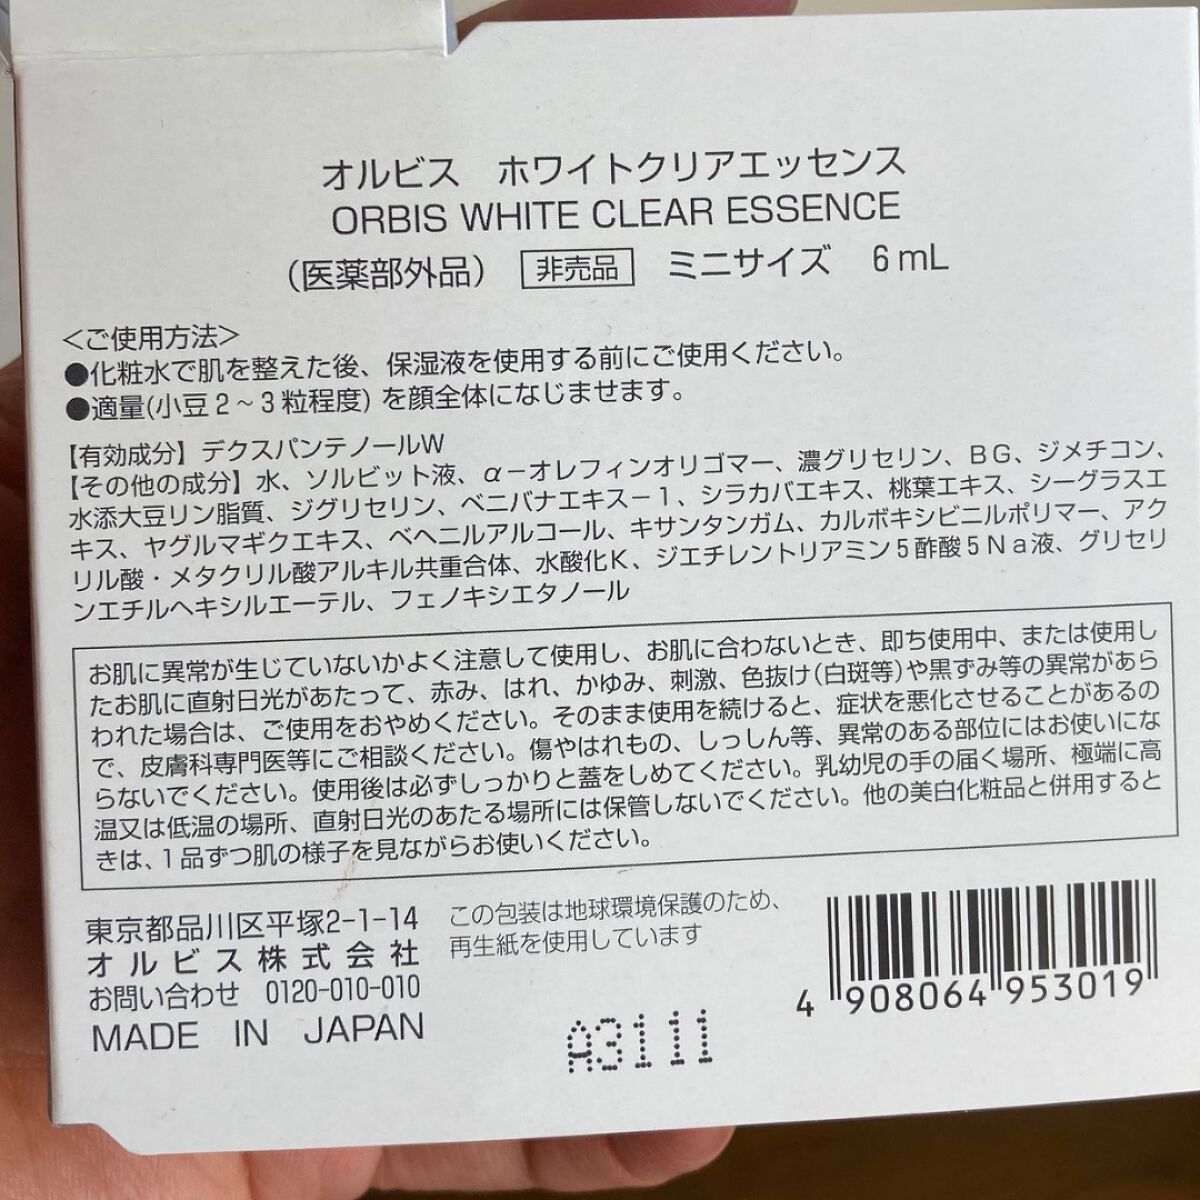 オルビス ホワイトクリアエッセンス
ORBIS WHITE CLEAR ESSENCE
（医薬部外品） 非売品 ミニサイズ 6mL
＜ご使用方法＞
●化粧水で肌を整えた後、保湿液を使用する前にご使用ください。
●適量(小豆2～3粒程度) を顔全体になじませます。
【有効成分】デクスパンテノールW
【その他の成分】水、ソルビット液、α－オレフィンオリゴマー、濃グリセリン、BG、ジメチコン、
水添大豆リン脂質、ジグリセリン、ベニバナエキス－1、シラカバエキス、桃葉エキス、シーグラスエ
キス、ヤグルマギクエキス、ベヘニルアルコール、キサンタンガム、カルボキシビニルポリマー、アク
リル酸・メタクリル酸アルキル共重合体、水酸化K、ジエチレントリアミン5酢酸5Na液、グリセリ
ンエチルヘキシルエーテル、フェノキシエタノール
お肌に異常が生じていないかよく注意して使用し、お肌に合わないとき、即ち使用中、または使用し
たお肌に直射日光があたって、赤み、はれ、かゆみ、刺激、色抜け(白斑等)や黒ずみ等の異常があら
われた場合は、ご使用をおやめください。そのまま使用を続けると、症状を悪化させることがあるの
で、皮膚科専門医等にご相談ください。傷やはれもの、しっしん等、異常のある部位にはお使いにな
らないでください。使用後は必ずしっかりと蓋をしめてください。乳幼児の手の届く場所、極端に高
温又は低温の場所、直射日光のあたる場所には保管しないでください。他の美白化粧品と併用すると
きは、1品ずつ肌の様子を見ながらお使いください。
東京都品川区平塚2-1-14
オルビス株式会社
お問い合わせ 0120-010-010
MADE IN JAPAN
この包装は地球環境保護のため、
再生紙を使用しています
4 908064 953019
A3111